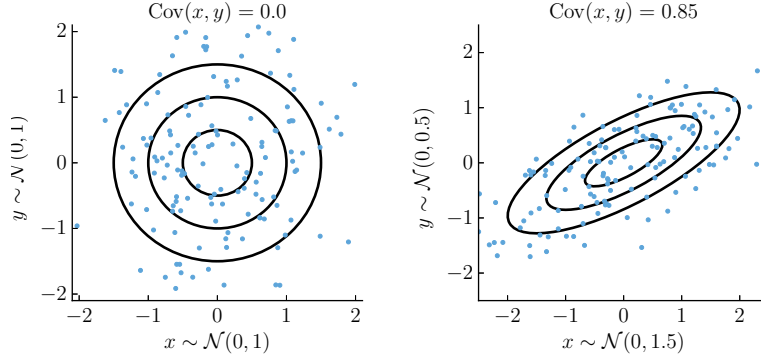 Cov(x, y) = 0.0
2
1
0
−1
−2
y ∼ 𝒩(0, 1)
−2 −1 0 1 2
x ∼ 𝒩(0, 1)
Cov(x, y) = 0.85
2
1
0
−1
−2
y ∼ 𝒩(0, 0.5)
−2 −1 0 1 2
x ∼ 𝒩(0, 1.5)